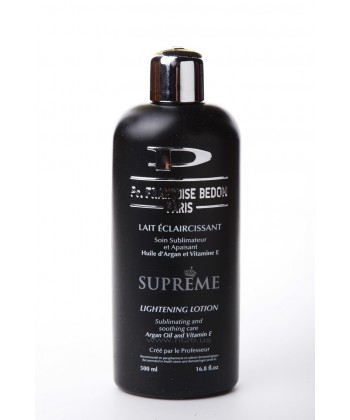 P
Pr. FRANÇOISE BEDON
PARIS
LAIT ÉCLAIRCISSANT
Soin Sublimateur
et Apaisant
Huile d'Argan et Vitamine E
SUPRÊME
LIGHTENING LOTION
Sublimating and
soothing care
Argan Oil and Vitamin E
Créé par le Professeur
500 ml 16.8 fl.oz